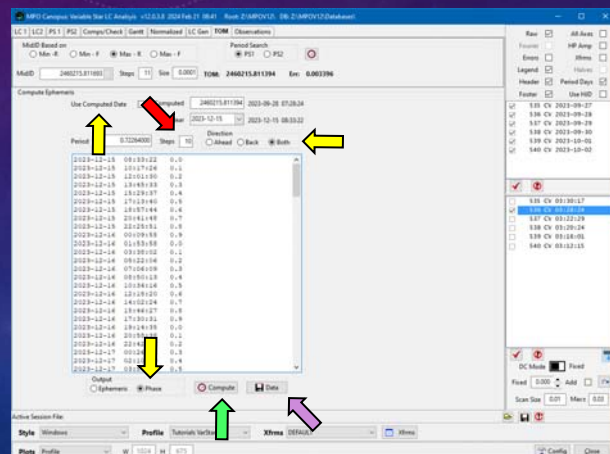 MPO Canopus Variable Star LC Analysis v12.0.3.8 2024 Feb 21 08:41 Root: Z:\MPOV12\ DB: Z:\MPOV12\Databases\
LC 1 LC2 PS 1 PS2 Comps/Check Gantt Normalized LC Gen TOM Observations
MidID Based on
Min -R Min - F Max - R Max - F
Period Search
PS1 PS2
MidID 2460215.811603 Steps 11 Size 0.0001 TOM: 2460215.811394 Err: 0.003396
Compute Ephemeris
Use Computed Date Computed 2460215.811394 2023-09-28 07:28:24
2023-12-15 2023-12-15 08:33:22
Period 0.72264000 Steps 10
Direction
Ahead Back Both
2023-12-15 08:33:22 0.0
2023-12-15 10:17:26 0.1
2023-12-15 12:01:30 0.2
2023-12-15 13:45:33 0.3
2023-12-15 15:29:37 0.4
2023-12-15 17:13:40 0.5
2023-12-15 18:57:44 0.6
2023-12-15 20:41:48 0.7
2023-12-15 22:25:51 0.8
2023-12-16 00:09:55 0.9
2023-12-16 01:53:58 0.0
2023-12-16 03:38:02 0.1
2023-12-16 05:22:06 0.2
2023-12-16 07:06:09 0.3
2023-12-16 08:50:13 0.4
2023-12-16 10:34:16 0.5
2023-12-16 12:18:20 0.6
2023-12-16 14:02:24 0.7
2023-12-16 15:46:27 0.8
2023-12-16 17:30:31 0.9
2023-12-16 19:14:35 0.0
2023-12-16 0.1
2023-12-16 0.2
2023-12-17 0.3
2023-12-17 0.4
2023-12-17 0.5
Output
Ephemeris Phase
Compute Data
Raw All Axes
Fourier HP Amp
Errors Xfrms
Legend Halves
Header Period Days
Footer Use HJD
535 CV 2023-09-27
536 CV 2023-09-28
537 CV 2023-09-29
538 CV 2023-09-30
539 CV 2023-10-01
540 CV 2023-10-02
535 CV 03:30:17
536 CV 03:26:24
537 CV 03:22:29
538 CV 03:20:24
539 CV 03:16:01
540 CV 03:12:15
DC Mode Fixed
Fixed 0.000 Add
Scan Size 0.01 Merr 0.03
Active Session File:
Style Windows Profile Tutorials Xfrms DEFAULT Xfrms
Plots Profile W 1024 H 675 Config Close